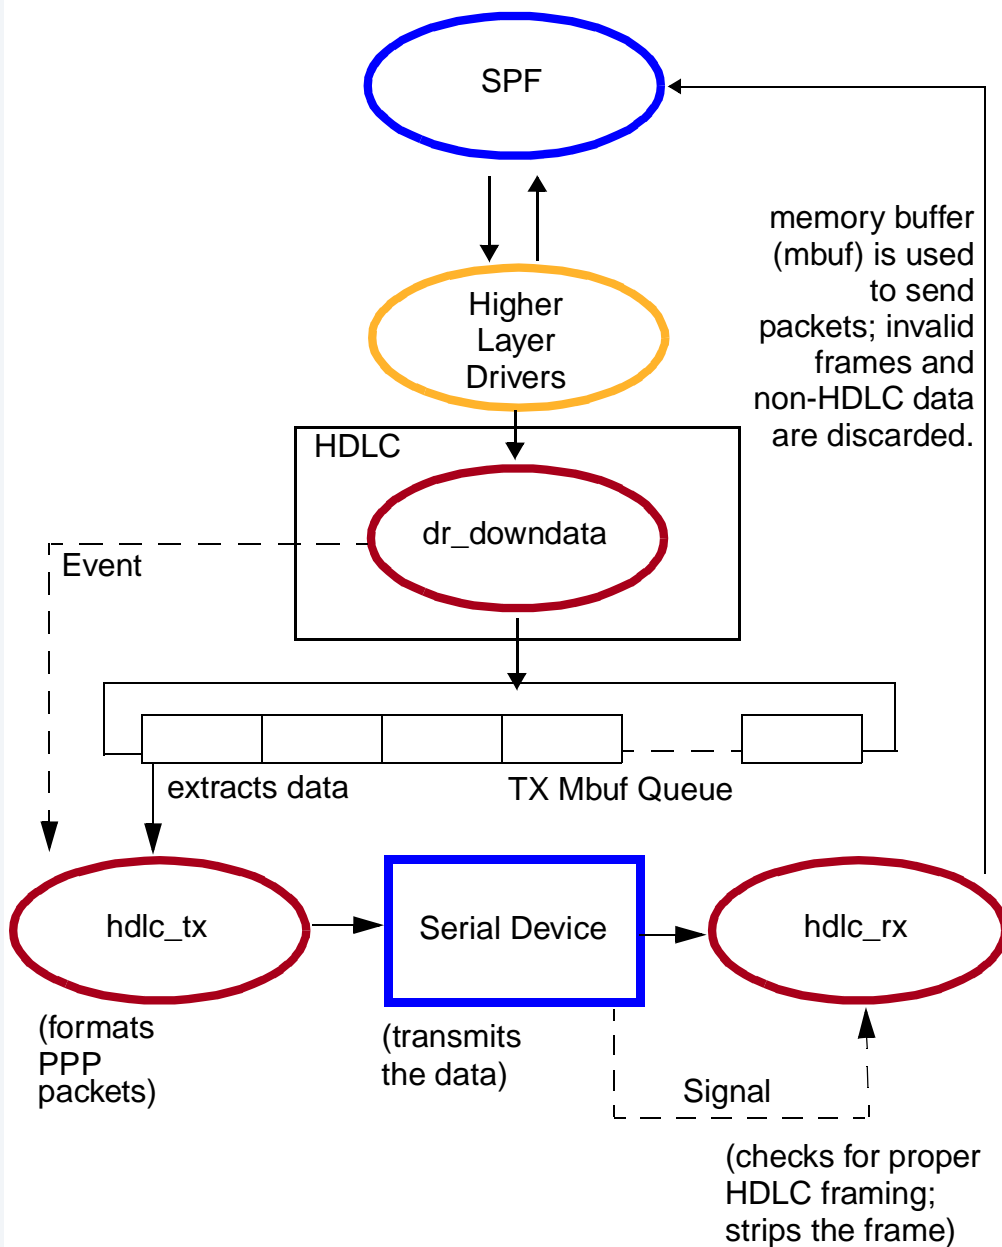 SPF
memory buffer
(mbuf) is used
to send
packets; invalid
frames and
non-HDLC data
are discarded.
Higher
Layer
Drivers
HDLC
dr_downdata
Event
extracts data
TX Mbuf Queue
hdlc_tx
Serial Device
hdlc_rx
(formats
PPP
packets)
(transmits
the data)
Signal
(checks for proper
HDLC framing;
strips the frame)